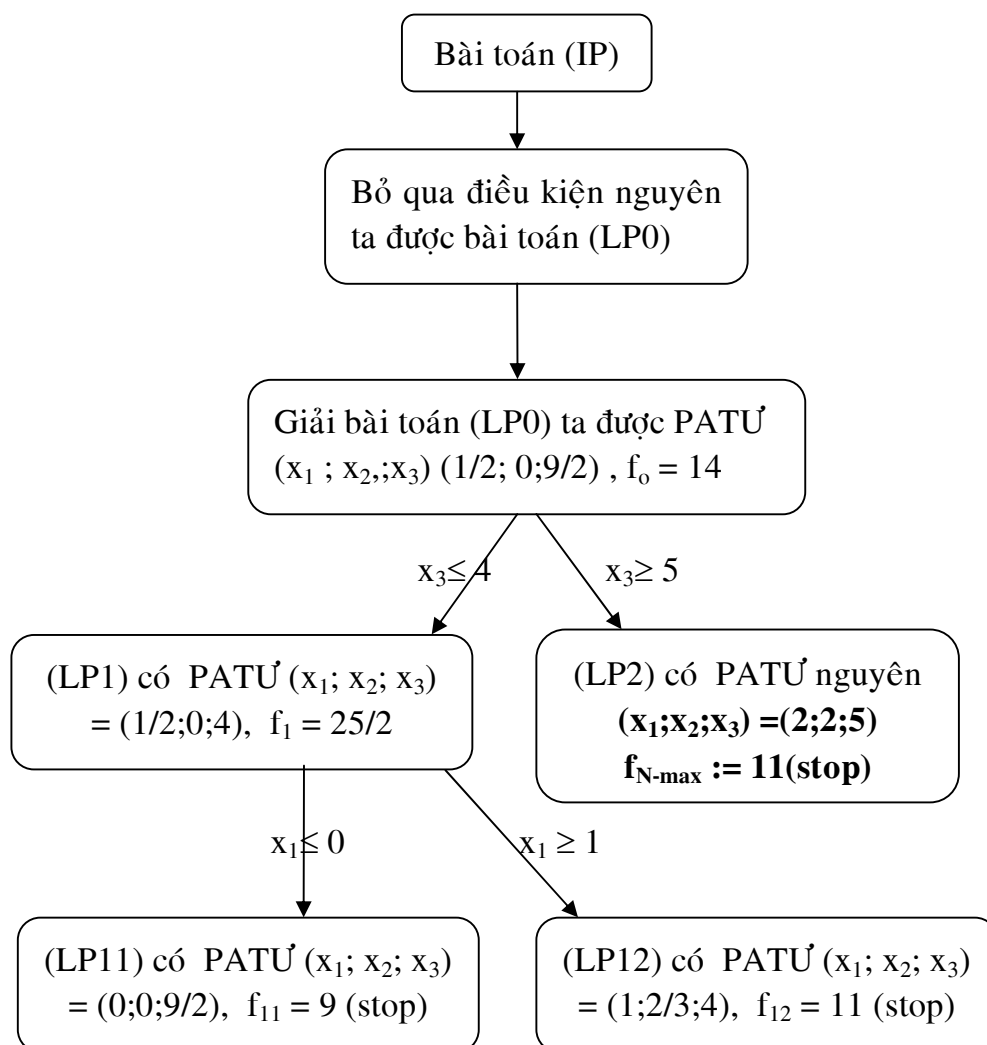 Bài toán (IP)
Bỏ qua điều kiện nguyên
ta được bài toán (LP0)
Giải bài toán (LP0) ta được PATƯ
(x₁ ; x₂,;x₃) (1/2; 0;9/2) , fₒ = 14
x₃≤ 4
x₃≥ 5
(LP1) có PATƯ (x₁; x₂; x₃)
= (1/2;0;4), f₁ = 25/2
(LP2) có PATƯ nguyên
(x₁;x₂;x₃) =(2;2;5)
f_N-max := 11(stop)
x₁≤ 0
x₁ ≥ 1
(LP11) có PATƯ (x₁; x₂; x₃)
= (0;0;9/2), f₁₁ = 9 (stop)
(LP12) có PATƯ (x₁; x₂; x₃)
= (1;2/3;4), f₁₂ = 11 (stop)